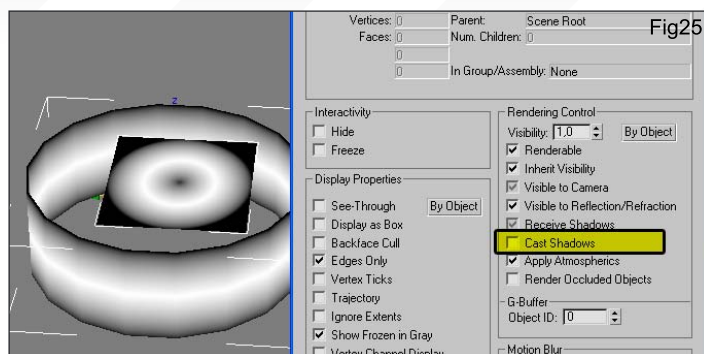 Fig25
z
Vertices: 0 Parent: Scene Root
Faces: 0 Num. Children: 0
0
0 In Group/Assembly: None
Interactivity
Hide
Freeze
Display Properties
See-Through By Object
Display as Box
Backface Cull
Edges Only
Vertex Ticks
Trajectory
Ignore Extents
Show Frozen in Gray
Vertex Channel Display
Rendering Control
Visibility: 1,0 By Object
Renderable
Inherit Visibility
Visible to Camera
Visible to Reflection/Refraction
Receive Shadows
Cast Shadows
Apply Atmospherics
Render Occluded Objects
G-Buffer
Object ID: 0
Motion Blur